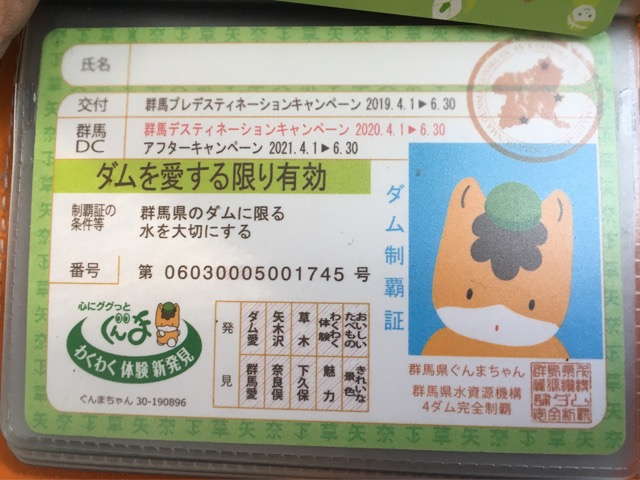 氏名
交付 群馬プレデスティネーションキャンペーン 2019.4.1▶6.30
群馬DC 群馬デスティネーションキャンペーン 2020.4.1▶6.30
アフターキャンペーン 2021.4.1▶6.30
ダムを愛する限り有効
制覇証の条件等 群馬県のダムに限る
水を大切にする
番号 第 06030005001745 号
ダム制覇証
心にググっと
ぐんま
わくわく体験新発見
ぐんまちゃん 30-190896
発見
ダム愛
群馬愛
矢木沢
奈良俣
草木
下久保
わくわく体験
魅力
おいしいたべもの
きれいな景色
群馬県ぐんまちゃん
群馬県水資源機構
4ダム完全制覇